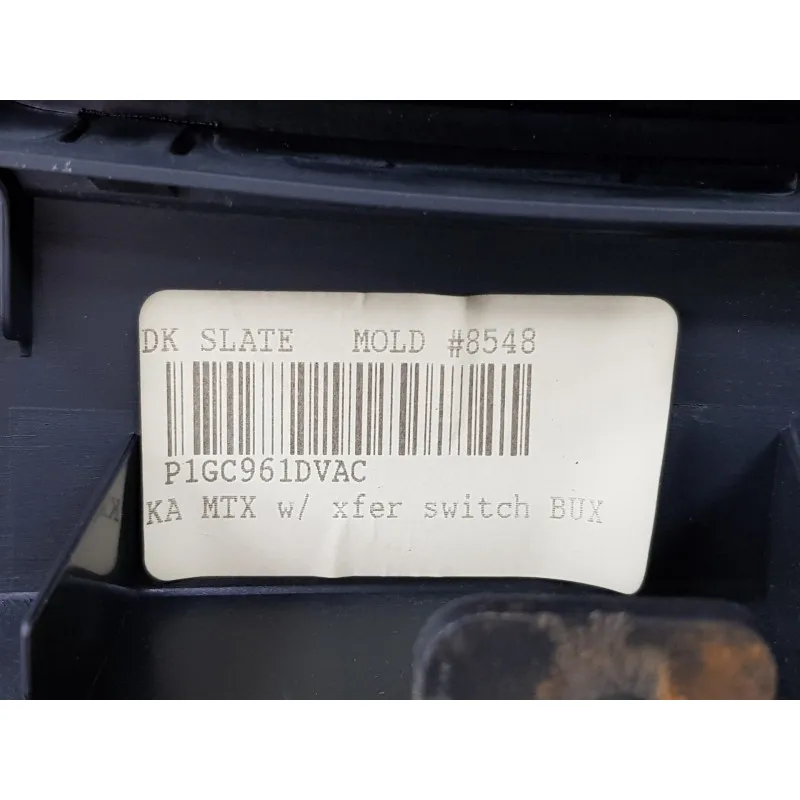 DK SLATE MOLD #8548
P1GC961DVAC
KA MTX w/ xfer switch BUX